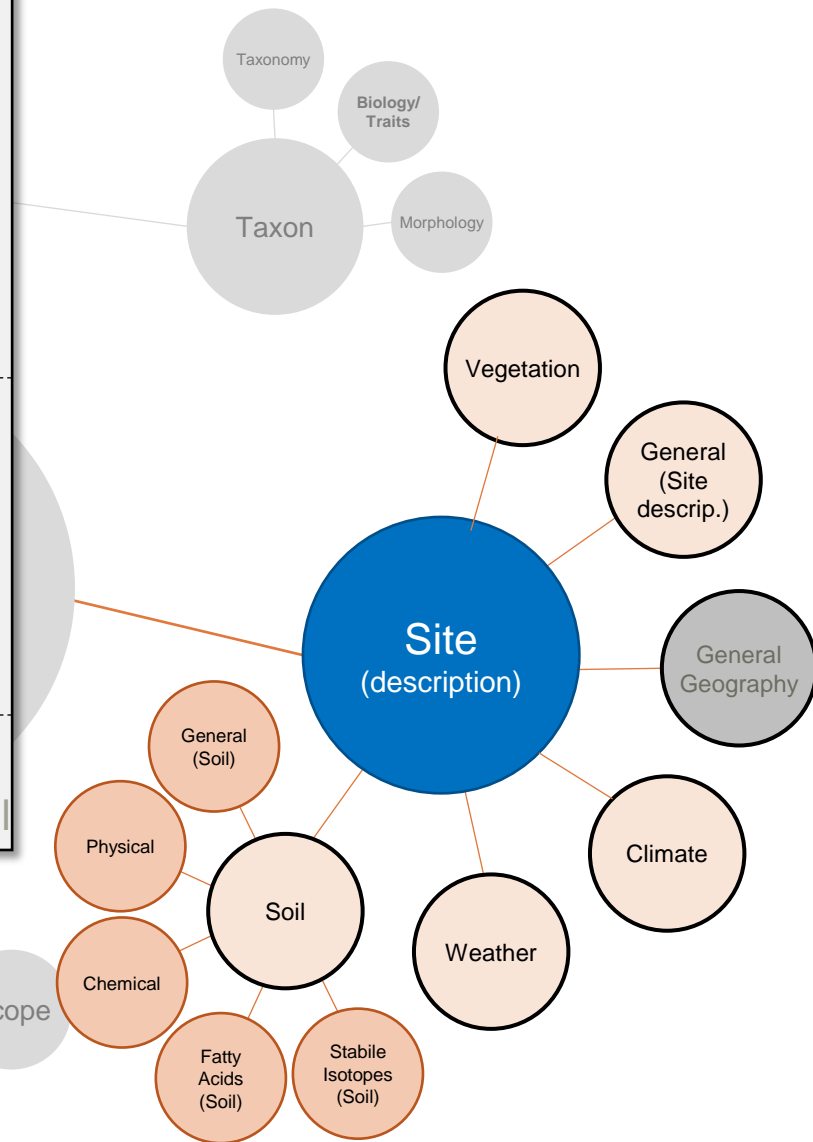 Taxonomy
Biology/
Traits
Taxon
Morphology
Vegetation
General
(Site
descrip.)
Site
(description)
General
Geography
General
(Soil)
Physical
Climate
Soil
Weather
Chemical
cope
Fatty
Acids
(Soil)
Stabile
Isotopes
(Soil)